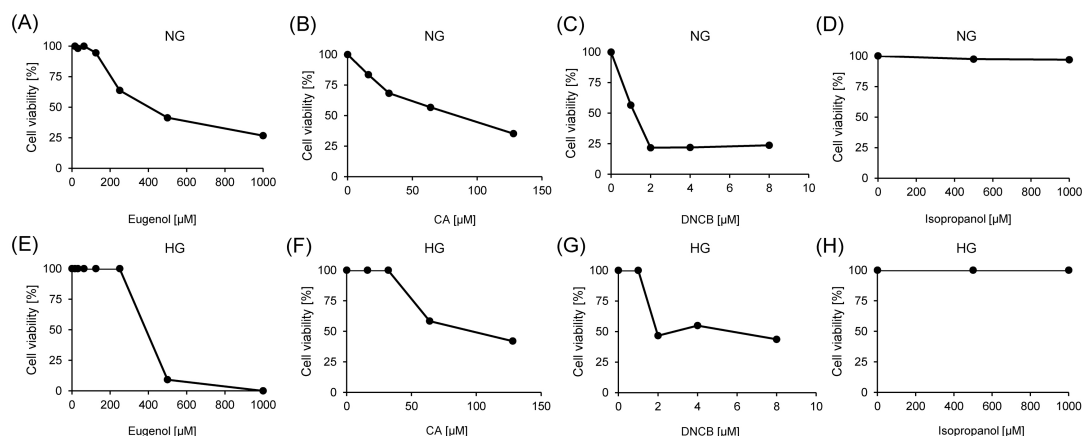 (A)
NG
Cell viability [%]
100
75
50
25
0
0 200 400 600 800 1000
Eugenol [µM]
(B)
NG
Cell viability [%]
100
75
50
25
0
0 50 100 150
CA [µM]
(C)
NG
Cell viability [%]
100
75
50
25
0
0 2 4 6 8 10
DNCB [µM]
(D)
NG
Cell viability [%]
100
75
50
25
0
0 200 400 600 800 1000
Isopropanol [µM]
(E)
HG
Cell viability [%]
100
75
50
25
0
0 200 400 600 800 1000
Eugenol [µM]
(F)
HG
Cell viability [%]
100
75
50
25
0
0 50 100 150
CA [µM]
(G)
HG
Cell viability [%]
100
75
50
25
0
0 2 4 6 8 10
DNCB [µM]
(H)
HG
Cell viability [%]
100
75
50
25
0
0 200 400 600 800 1000
Isopropanol [µM]